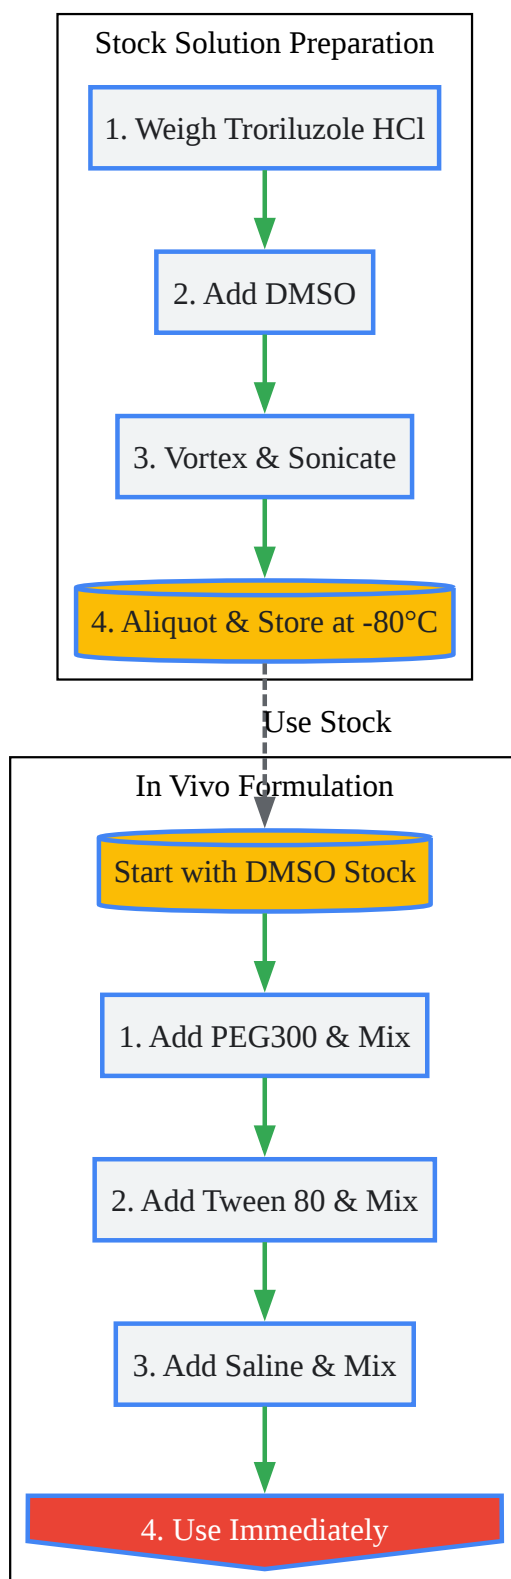 Stock Solution Preparation
1. Weigh Troriluzole HCl
2. Add DMSO
3. Vortex & Sonicate
4. Aliquot & Store at -80°C
Use Stock
In Vivo Formulation
Start with DMSO Stock
1. Add PEG300 & Mix
2. Add Tween 80 & Mix
3. Add Saline & Mix
4. Use Immediately